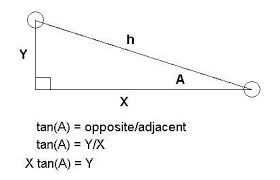 h
Y
A
X
tan(A) = opposite/adjacent
tan(A) = Y/X
X tan(A) = Y